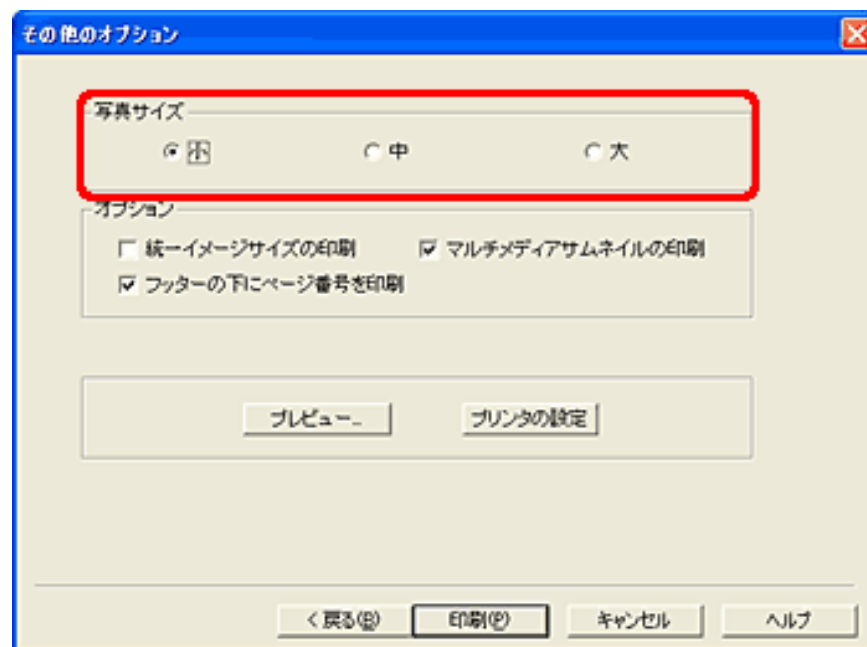 その他のオプション
写真サイズ
小 中 大
オプション
統一イメージサイズの印刷 マルチメディアサムネイルの印刷
フッターの下にページ番号を印刷
プレビュー... プリンタの設定
< 戻る(B) 印刷(P) キャンセル ヘルプ